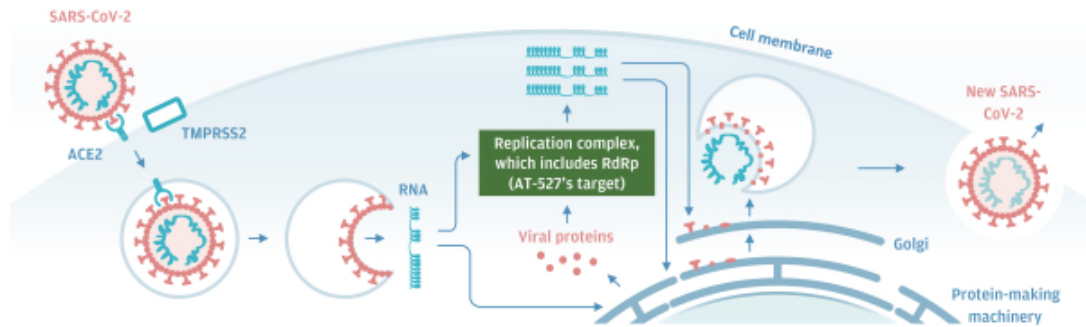 SARS-CoV-2
TMPRSS2
ACE2
RNA
Replication complex,
which includes RdRp
(AT-527's target)
Viral proteins
Cell membrane
New SARS-
CoV-2
Golgi
Protein-making
machinery